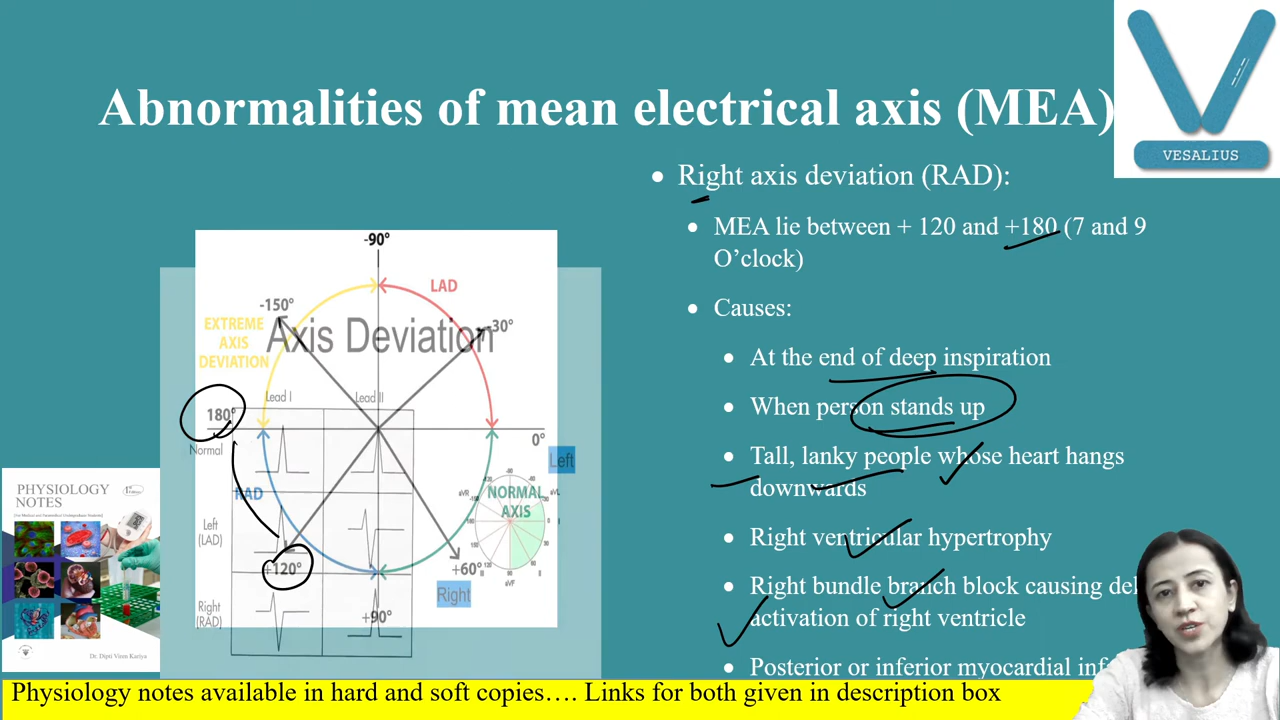 Abnormalities of mean electrical axis (MEA)
VESALIUS
• Right axis deviation (RAD):
• MEA lie between + 120 and +180 (7 and 9
O’clock)
• Causes:
• At the end of deep inspiration
• When person stands up
• Tall, lanky people whose heart hangs
downwards
• Right ventricular hypertrophy
• Right bundle branch block causing
activation of right ventricle
• Posterior or inferior myocardial
-90°
LAD
-150°
EXTREME
AXIS
DEVIATION
Axis Deviation
-30°
Lead I
Lead II
180°
0°
Normal
Left
RAD
NORMAL
AXIS
aVR
aVL
Left
(LAD)
+120°
+60°
aVF
Right
Right
(RAD)
+90°
PHYSIOLOGY
NOTES
Dr. Dipti Viren Kariya
Physiology notes available in hard and soft copies…. Links for both given in description box